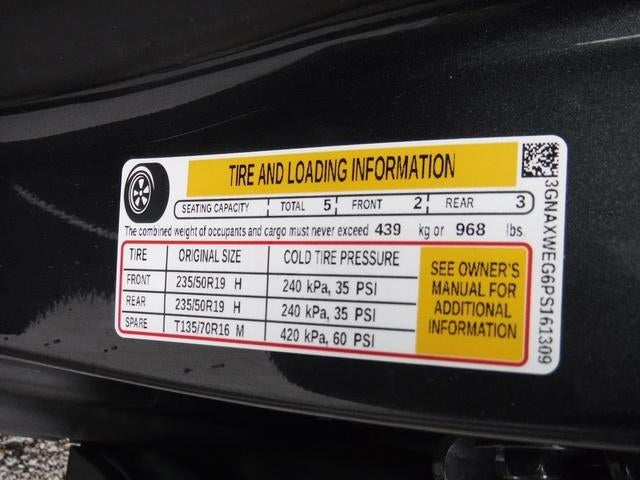 TIRE AND LOADING INFORMATION
SEATING CAPACITY TOTAL 5 FRONT 2 REAR 3
The combined weight of occupants and cargo must never exceed 439 kg or 968 lbs.
TIRE ORIGINAL SIZE COLD TIRE PRESSURE
FRONT 235/50R19 H 240 kPa, 35 PSI
REAR 235/50R19 H 240 kPa, 35 PSI
SPARE T135/70R16 M 420 kPa, 60 PSI
SEE OWNER'S
MANUAL FOR
ADDITIONAL
INFORMATION
3GNAXWEG6PS161309